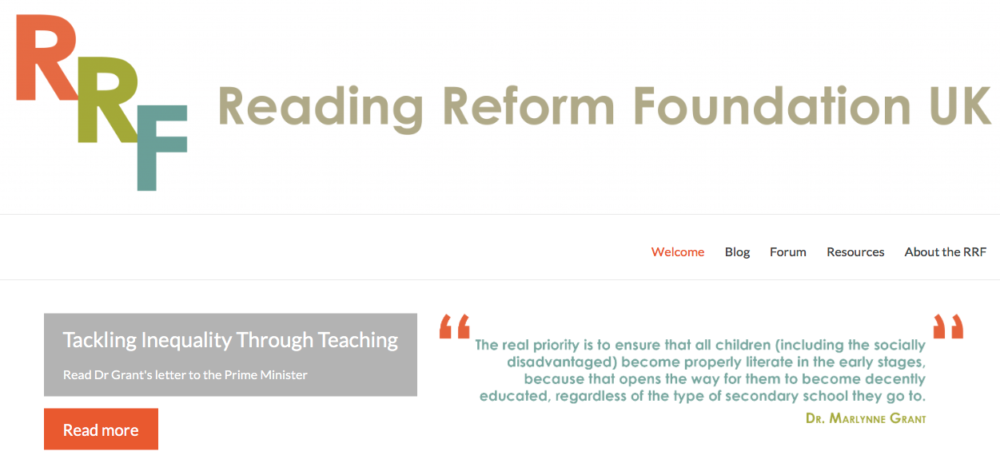 RRF
Reading Reform Foundation UK
Welcome Blog Forum Resources About the RRF
Tackling Inequality Through Teaching
Read Dr Grant's letter to the Prime Minister
Read more
“The real priority is to ensure that all children (including the socially
disadvantaged) become properly literate in the early stages,
because that opens the way for them to become decently
educated, regardless of the type of secondary school they go to.”
Dr. Marlynne Grant